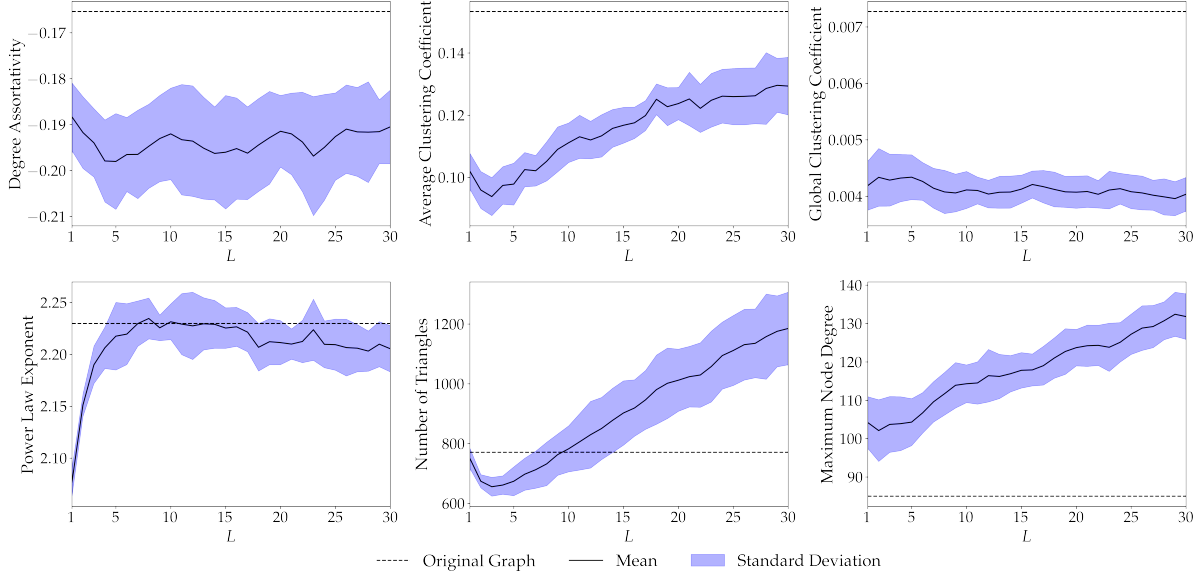 Degree Assortativity
−0.17
−0.18
−0.19
−0.20
−0.21
1 5 10 15 20 25 30
L
Average Clustering Coefficient
0.14
0.12
0.10
1 5 10 15 20 25 30
L
Global Clustering Coefficient
0.007
0.006
0.005
0.004
1 5 10 15 20 25 30
L
Power Law Exponent
2.25
2.20
2.15
2.10
1 5 10 15 20 25 30
L
Number of Triangles
1200
1000
800
600
1 5 10 15 20 25 30
L
Maximum Node Degree
140
130
120
110
100
90
1 5 10 15 20 25 30
L
Original Graph Mean Standard Deviation